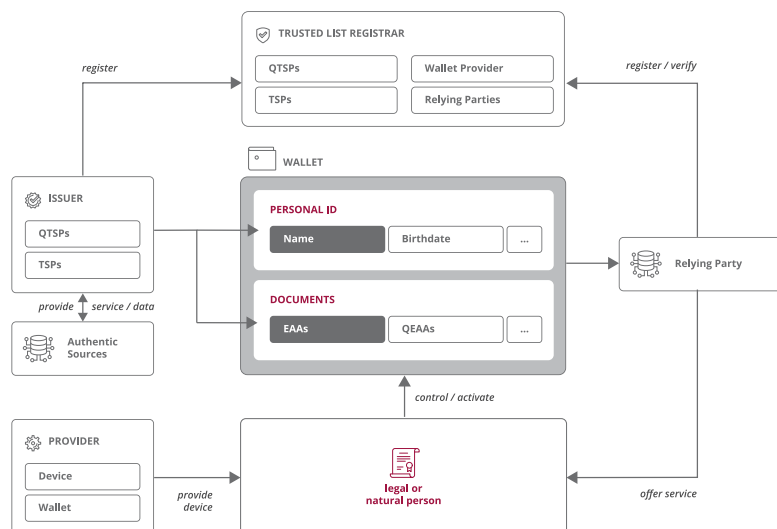 TRUSTED LIST REGISTRAR
QTSPs
Wallet Provider
TSPs
Relying Parties
register
register / verify
WALLET
ISSUER
QTSPs
TSPs
PERSONAL ID
Name
Birthdate
...
DOCUMENTS
EAAs
QEAAs
...
Relying Party
provide
service / data
Authentic
Sources
control / activate
PROVIDER
Device
Wallet
provide
device
legal or
natural person
offer service